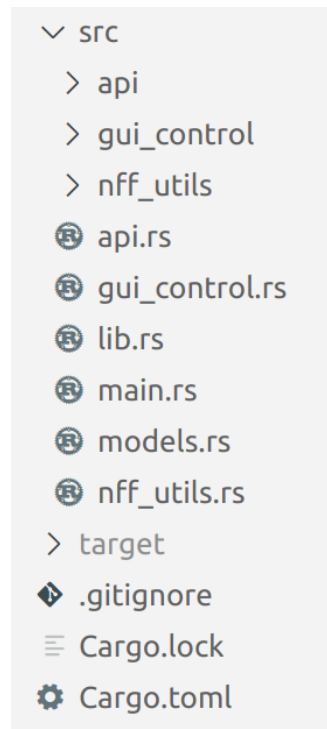 src
api
gui_control
nff_utils
api.rs
gui_control.rs
lib.rs
main.rs
models.rs
nff_utils.rs
target
.gitignore
Cargo.lock
Cargo.toml